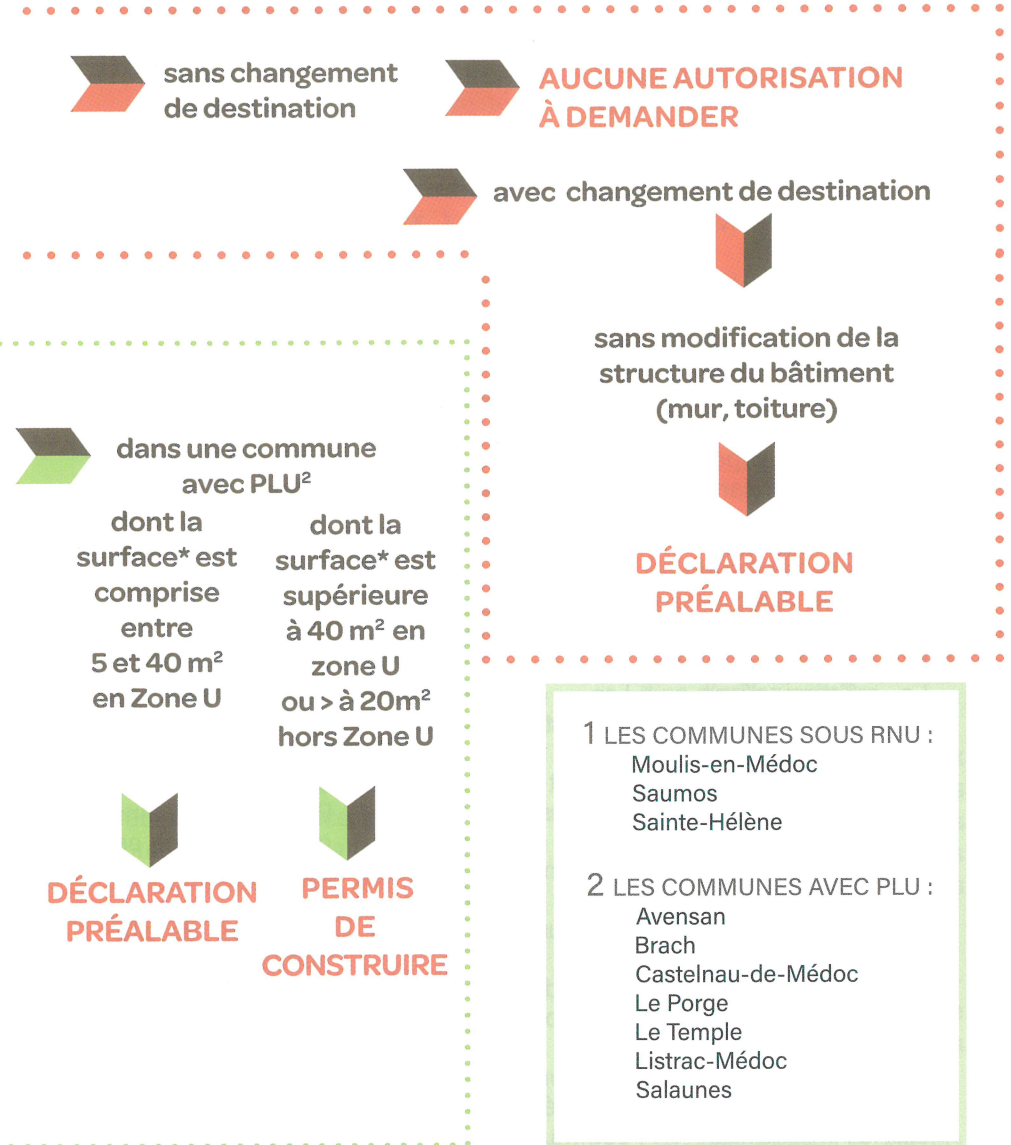 sans changement
de destination
AUCUNE AUTORISATION
À DEMANDER
avec changement de destination
sans modification de la
structure du bâtiment
(mur, toiture)
DÉCLARATION
PRÉALABLE
dans une commune
avec PLU²
dont la
surface* est
comprise
entre
5 et 40 m²
en Zone U
DÉCLARATION
PRÉALABLE
dont la
surface* est
supérieure
à 40 m² en
zone U
ou > à 20m²
hors Zone U
PERMIS
DE
CONSTRUIRE
1 LES COMMUNES SOUS RNU :
Moulis-en-Médoc
Saumos
Sainte-Hélène
2 LES COMMUNES AVEC PLU :
Avensan
Brach
Castelnau-de-Médoc
Le Porge
Le Temple
Listrac-Médoc
Salaunes